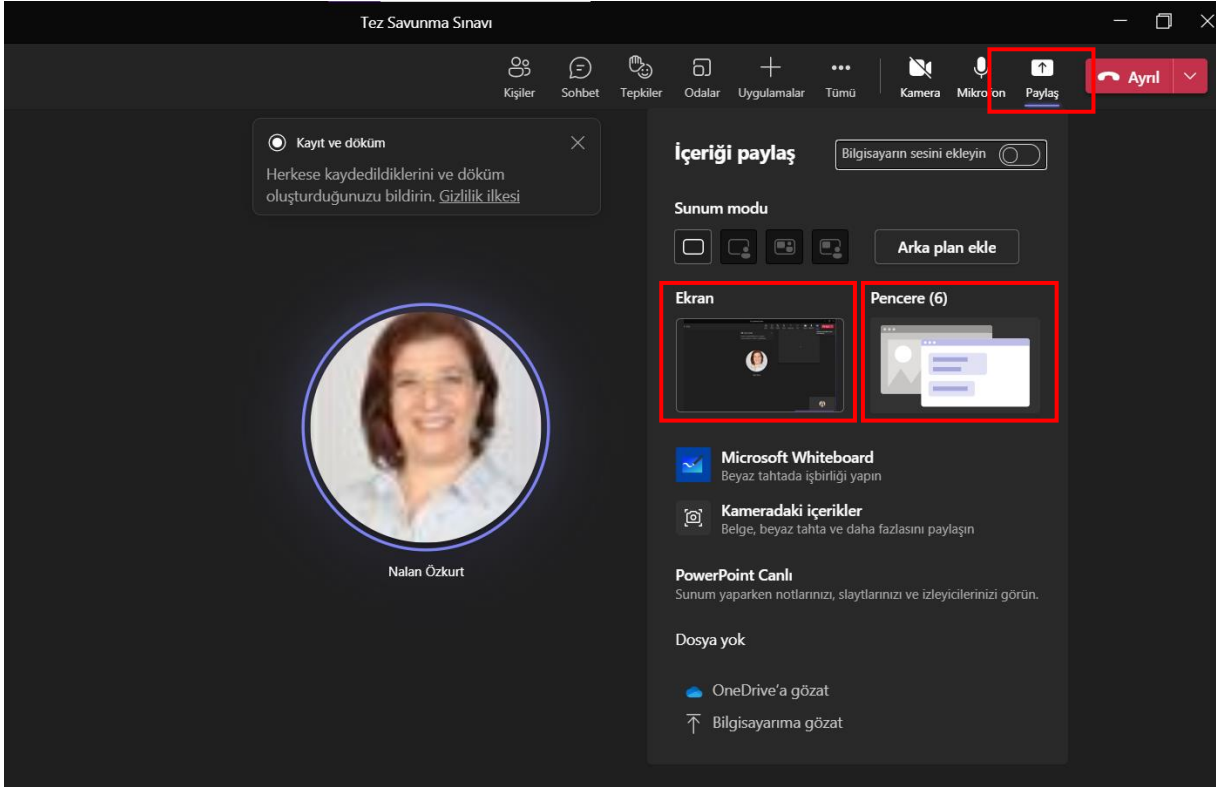 Tez Savunma Sınavı
Kişiler Sohbet Tepkiler Odalar Uygulamalar Tümü Kamera Mikrofon Paylaş Ayrıl
Kayıt ve döküm
Herkese kaydedildiklerini ve döküm
oluşturduğunuzu bildirin. Gizlilik ilkesi
Nalan Özkurt
İçeriği paylaş
Bilgisayarın sesini ekleyin
Sunum modu
Arka plan ekle
Ekran
Pencere (6)
Microsoft Whiteboard
Beyaz tahtada işbirliği yapın
Kameradaki içerikler
Belge, beyaz tahta ve daha fazlasını paylaşın
PowerPoint Canlı
Sunum yaparken notlarınızı, slaytlarınızı ve izleyicilerinizi görün.
Dosya yok
OneDrive'a gözat
Bilgisayarıma gözat